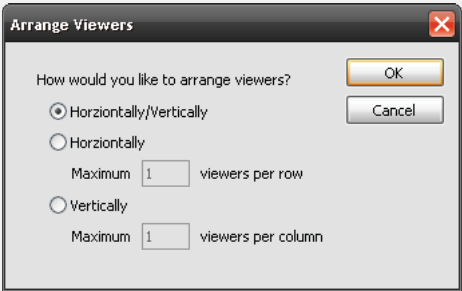 Arrange Viewers
How would you like to arrange viewers?
OK
Horziontally/Vertically
Cancel
Horziontally
Maximum 1 viewers per row
Vertically
Maximum 1 viewers per column